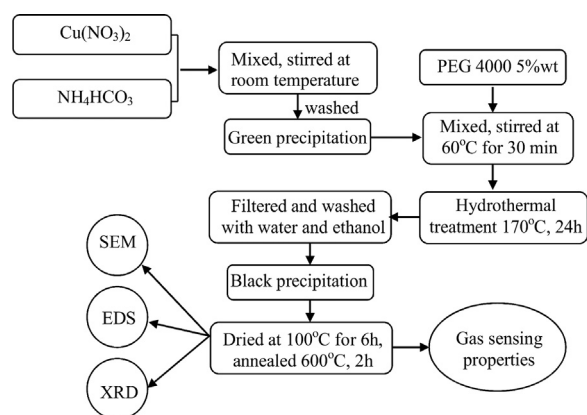 Cu(NO3)2
NH4HCO3
Mixed, stirred at
room temperature
washed
Green precipitation
PEG 4000 5%wt
Mixed, stirred at
60°C for 30 min
Hydrothermal
treatment 170°C, 24h
Filtered and washed
with water and ethanol
Black precipitation
Dried at 100°C for 6h,
annealed 600°C, 2h
SEM
EDS
XRD
Gas sensing
properties